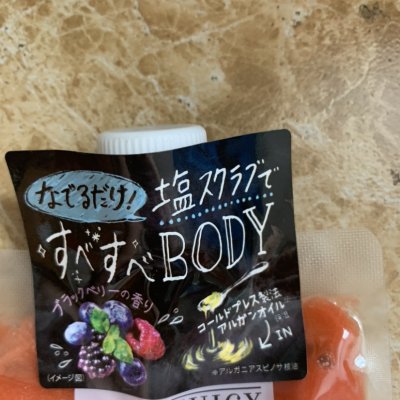 なでるだけ!
塩スクラブで
すべすべBODY
ブラックベリーの香り
コールドプレス製法
アルガンオイル
IN
(イメージ図)
※アルガニアスピノサ核油
JUICY